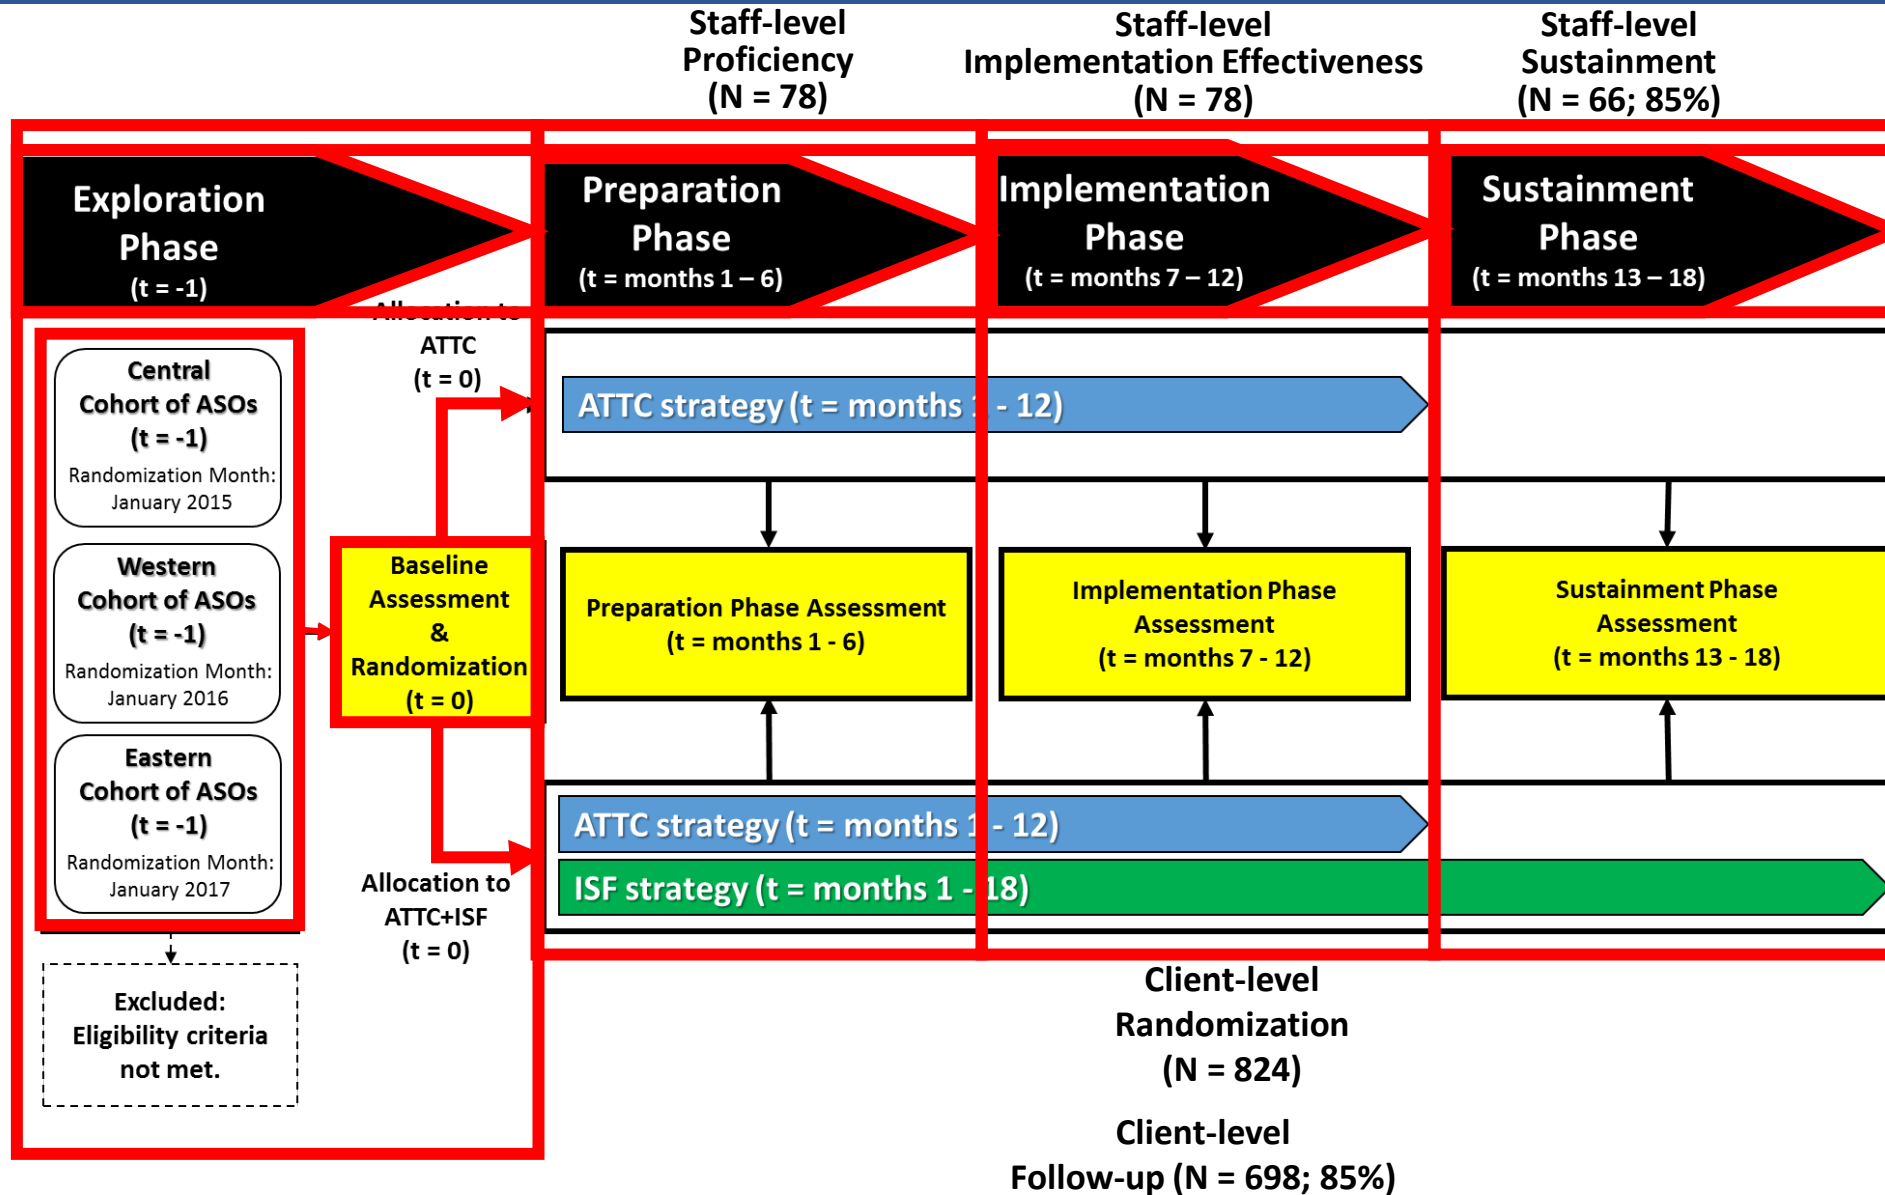 Staff-level
Proficiency
(N = 78)
Staff-level
Implementation Effectiveness
(N = 78)
Staff-level
Sustainment
(N = 66; 85%)
Exploration
Phase
(t = -1)
Preparation
Phase
(t = months 1 – 6)
Implementation
Phase
(t = months 7 – 12)
Sustainment
Phase
(t = months 13 – 18)
Central
Cohort of ASOs
(t = -1)
Randomization Month:
January 2015
Western
Cohort of ASOs
(t = -1)
Randomization Month:
January 2016
Eastern
Cohort of ASOs
(t = -1)
Randomization Month:
January 2017
Excluded:
Eligibility criteria
not met.
Allocation to
ATTC
(t = 0)
Baseline
Assessment
&
Randomization
(t = 0)
Allocation to
ATTC+ISF
(t = 0)
ATTC strategy (t = months 1 - 12)
Preparation Phase Assessment
(t = months 1 - 6)
Implementation Phase
Assessment
(t = months 7 - 12)
Sustainment Phase
Assessment
(t = months 13 - 18)
ATTC strategy (t = months 1 - 12)
ISF strategy (t = months 1 - 18)
Client-level
Randomization
(N = 824)
Client-level
Follow-up (N = 698; 85%)